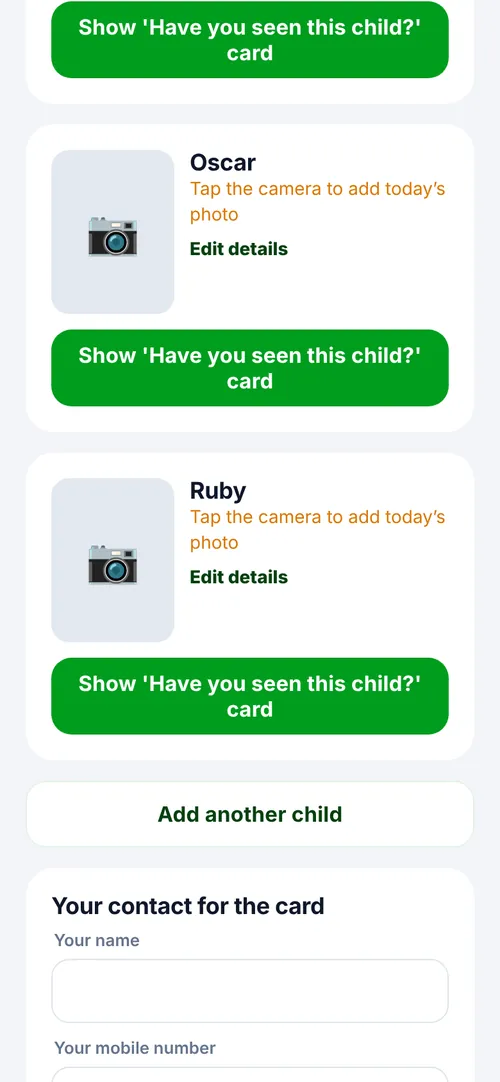 Show 'Have you seen this child?'
card
Oscar
Tap the camera to add today’s
photo
Edit details
Show 'Have you seen this child?'
card
Ruby
Tap the camera to add today’s
photo
Edit details
Show 'Have you seen this child?'
card
Add another child
Your contact for the card
Your name
Your mobile number